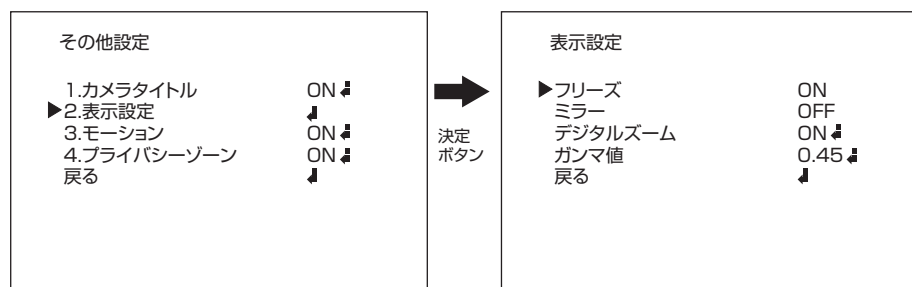 その他設定
1.カメラタイトル ON↲
▶2.表示設定 ↲
3.モーション ON↲
4.プライバシーゾーン ON↲
戻る ↲
決定
ボタン
表示設定
▶フリーズ ON
ミラー OFF
デジタルズーム ON↲
ガンマ値 0.45↲
戻る ↲